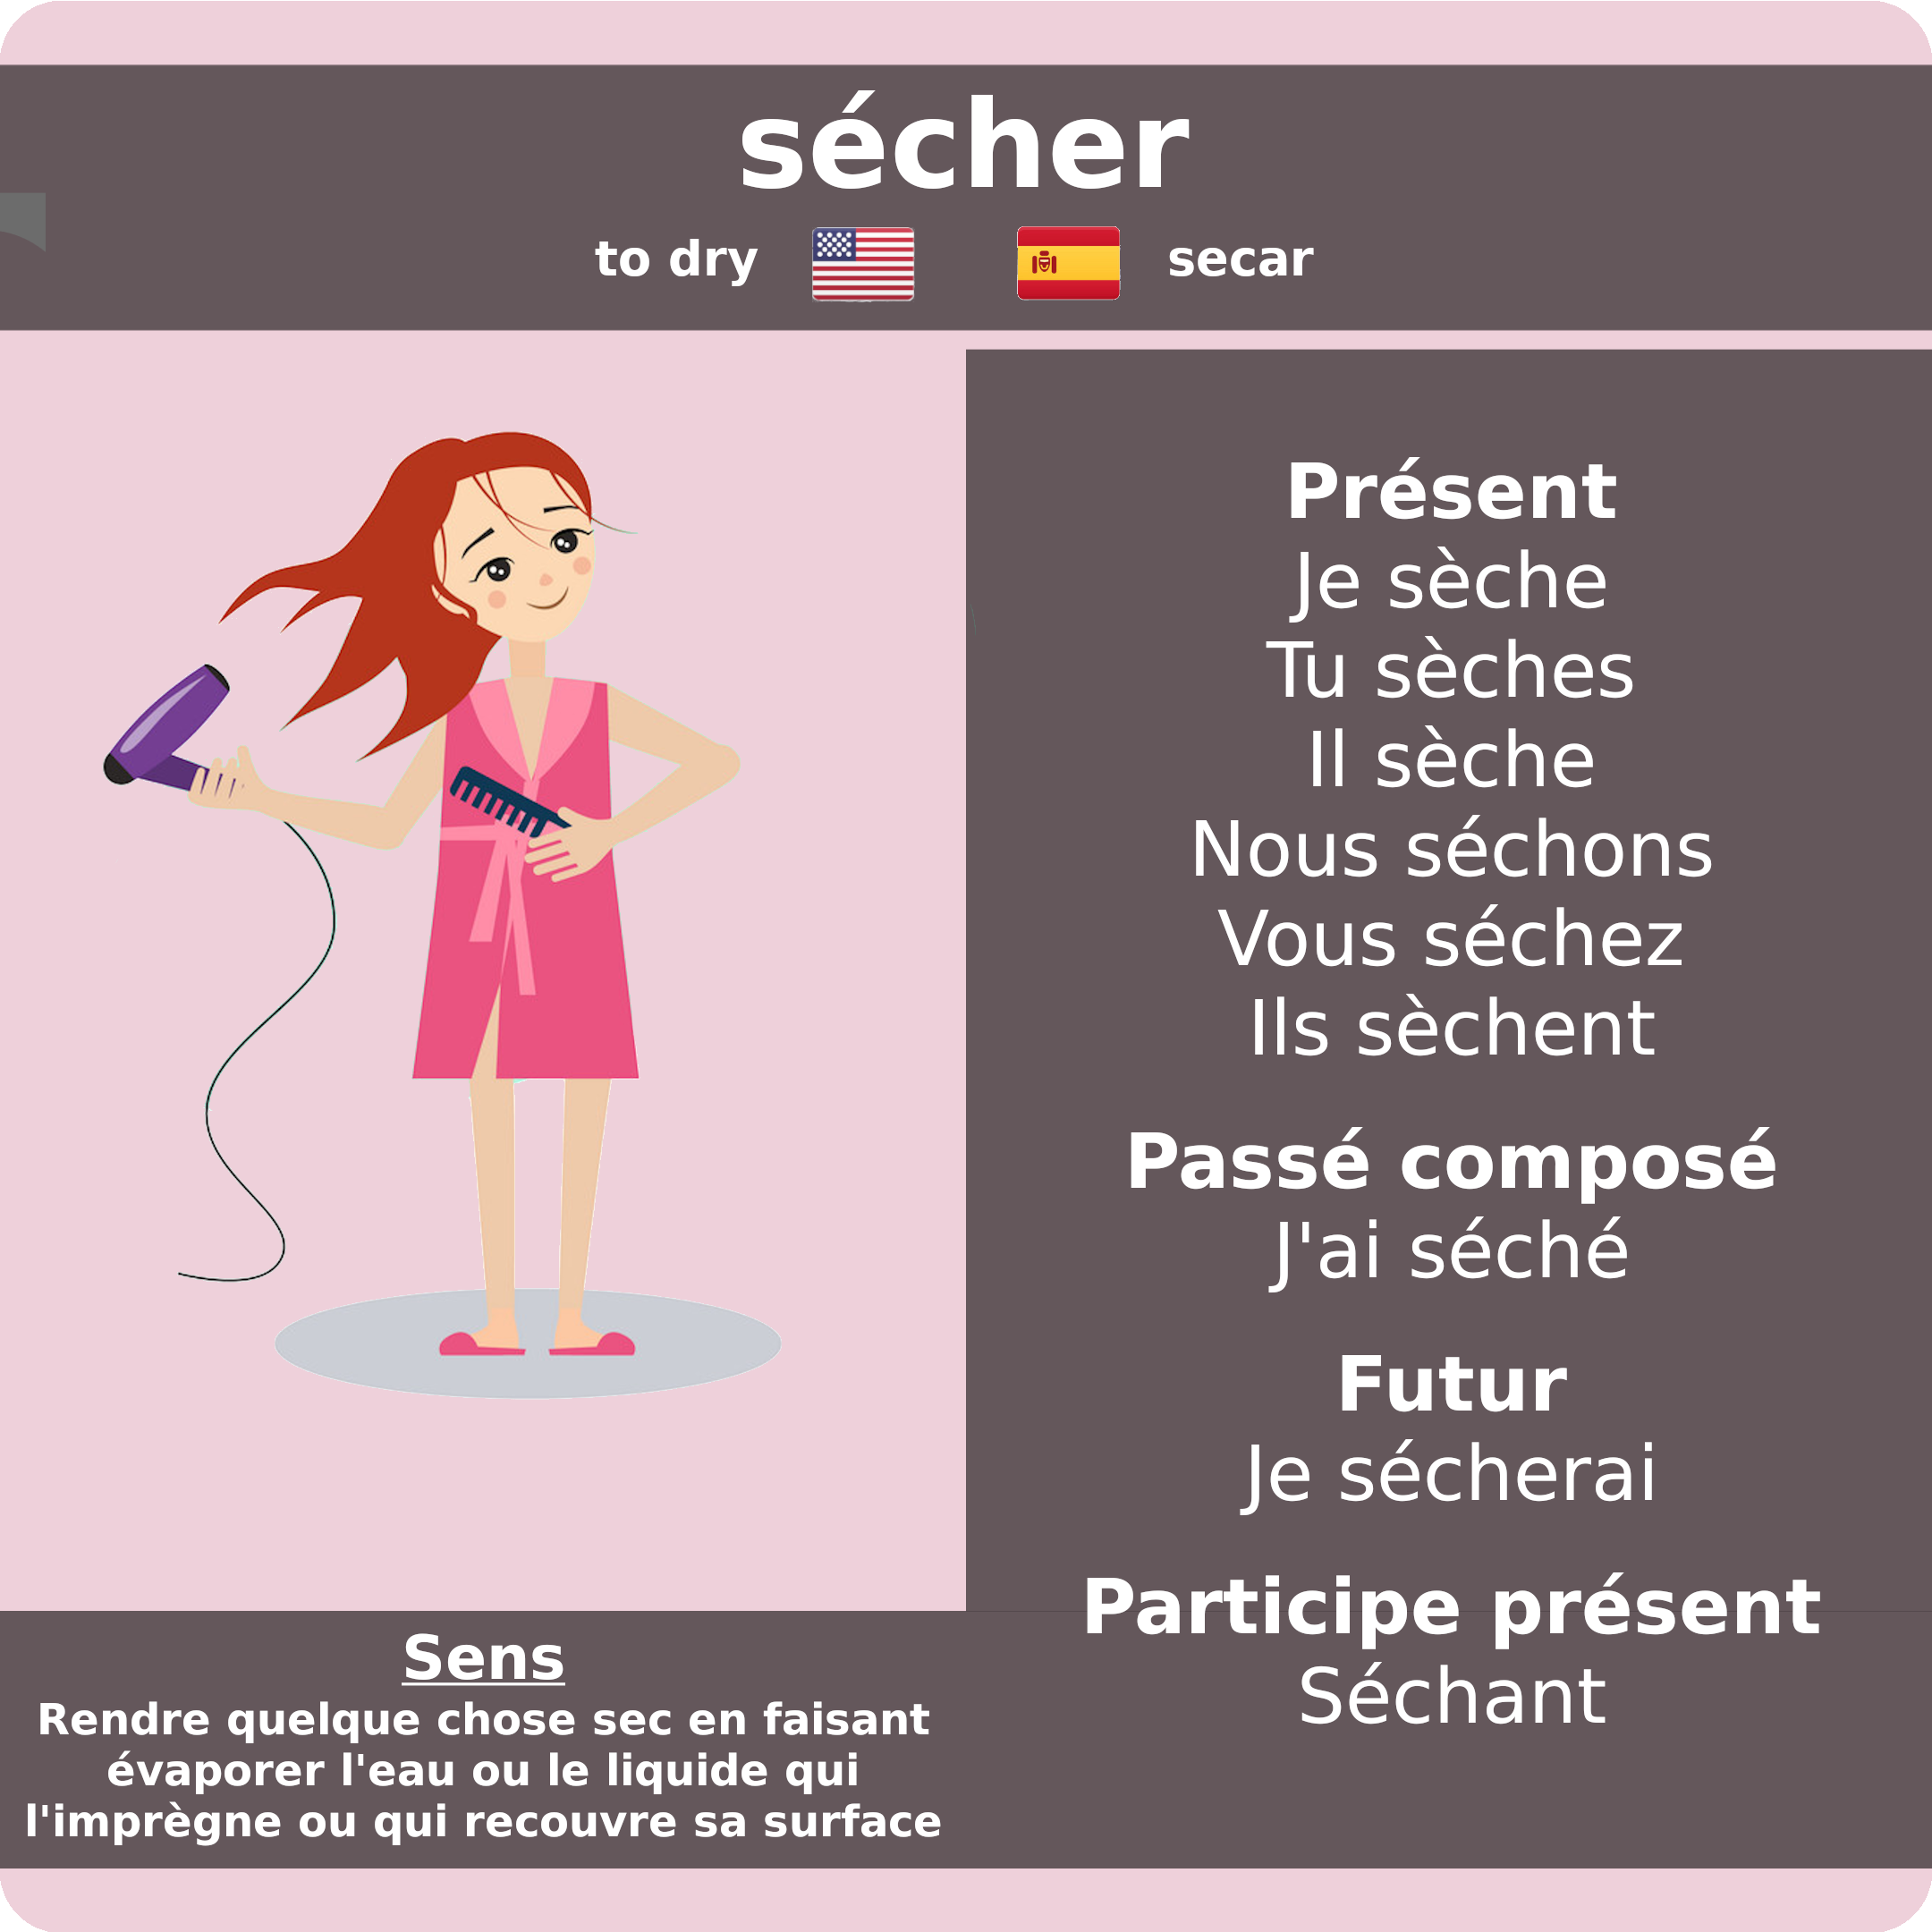 sécher
to dry
secar
Présent
Je sèche
Tu sèches
Il sèche
Nous séchons
Vous séchez
Ils sèchent
Passé composé
J'ai séché
Futur
Je sécherai
Participe présent
Séchant
Sens
Rendre quelque chose sec en faisant
évaporer l'eau ou le liquide qui
l'imprègne ou qui recouvre sa surface